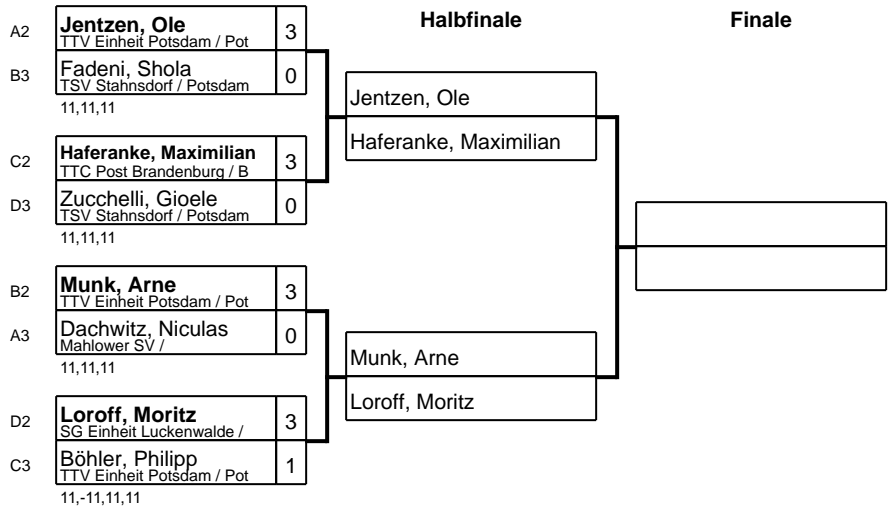 Halbfinale
Finale
A2 Jentzen, Ole 3
TTV Einheit Potsdam / Pot
B3 Fadeni, Shola 0
TSV Stahnsdorf / Potsdam
11,11,11
Jentzen, Ole
Haferanke, Maximilian
C2 Haferanke, Maximilian 3
TTC Post Brandenburg / B
D3 Zucchelli, Gioele 0
TSV Stahnsdorf / Potsdam
11,11,11
B2 Munk, Arne 3
TTV Einheit Potsdam / Pot
A3 Dachwitz, Niculas 0
Mahlower SV /
11,11,11
Munk, Arne
Loroff, Moritz
D2 Loroff, Moritz 3
SG Einheit Luckenwalde /
C3 Böhler, Philipp 1
TTV Einheit Potsdam / Pot
11,-11,11,11